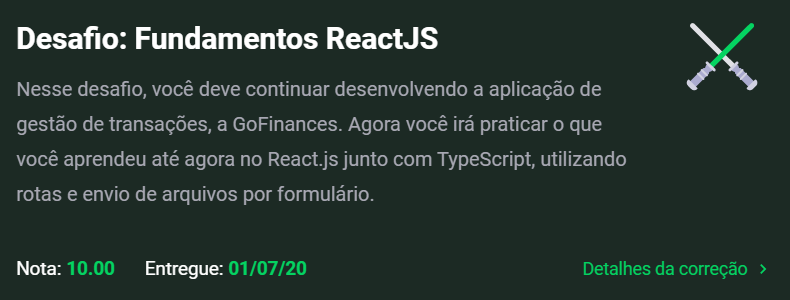 Desafio: Fundamentos ReactJS
Nesse desafio, você deve continuar desenvolvendo a aplicação de
gestão de transações, a GoFinances. Agora você irá praticar o que
você aprendeu até agora no React.js junto com TypeScript, utilizando
rotas e envio de arquivos por formulário.
Nota: 10.00 Entregue: 01/07/20 Detalhes da correção